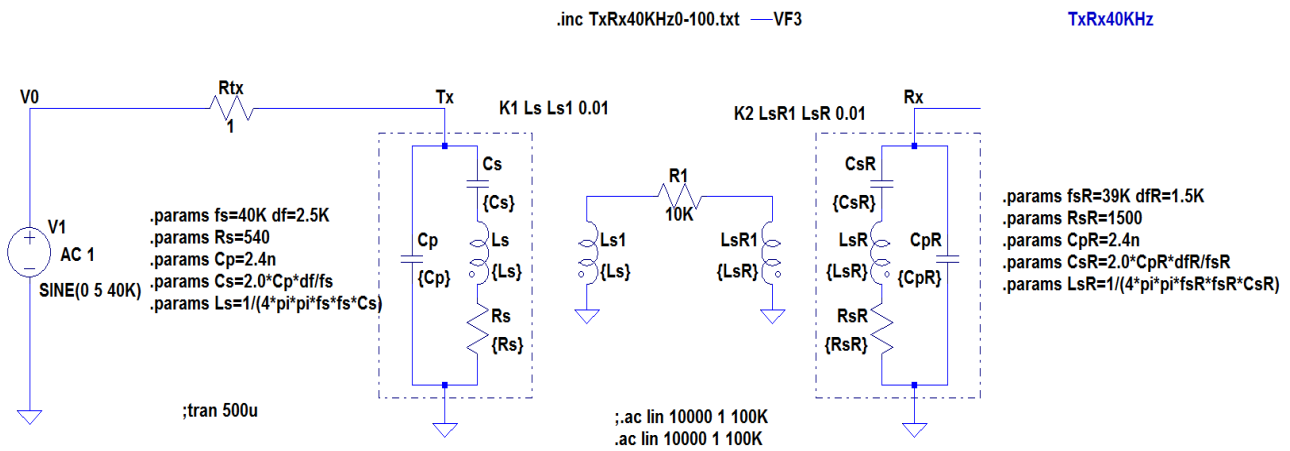 .inc TxRx40KHz0-100.txt —VF3
TxRx40KHz
V0
Rtx
1
Tx
K1 Ls Ls1 0.01
K2 LsR1 LsR 0.01
Rx
V1
AC 1
SINE(0 5 40K)
.params fs=40K df=2.5K
.params Rs=540
.params Cp=2.4n
.params Cs=2.0*Cp*df/fs
.params Ls=1/(4*pi*pi*fs*fs*Cs)
Cp
{Cp}
Cs
{Cs}
Ls
{Ls}
Rs
{Rs}
Ls1
{Ls}
R1
10K
LsR1
{LsR}
CsR
{CsR}
LsR
{LsR}
RsR
{RsR}
CpR
{CpR}
.params fsR=39K dfR=1.5K
.params RsR=1500
.params CpR=2.4n
.params CsR=2.0*CpR*dfR/fsR
.params LsR=1/(4*pi*pi*fsR*fsR*CsR)
;tran 500u
;.ac lin 10000 1 100K
.ac lin 10000 1 100K